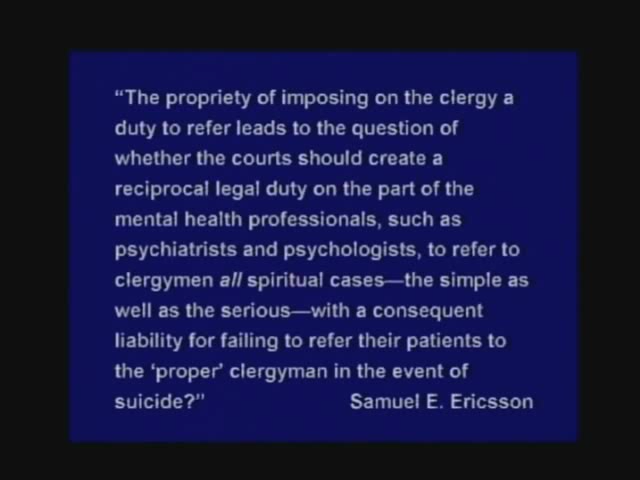 “The propriety of imposing on the clergy a
duty to refer leads to the question of
whether the courts should create a
reciprocal legal duty on the part of the
mental health professionals, such as
psychiatrists and psychologists, to refer to
clergymen all spiritual cases—the simple as
well as the serious—with a consequent
liability for failing to refer their patients to
the ‘proper’ clergyman in the event of
suicide?” Samuel E. Ericsson